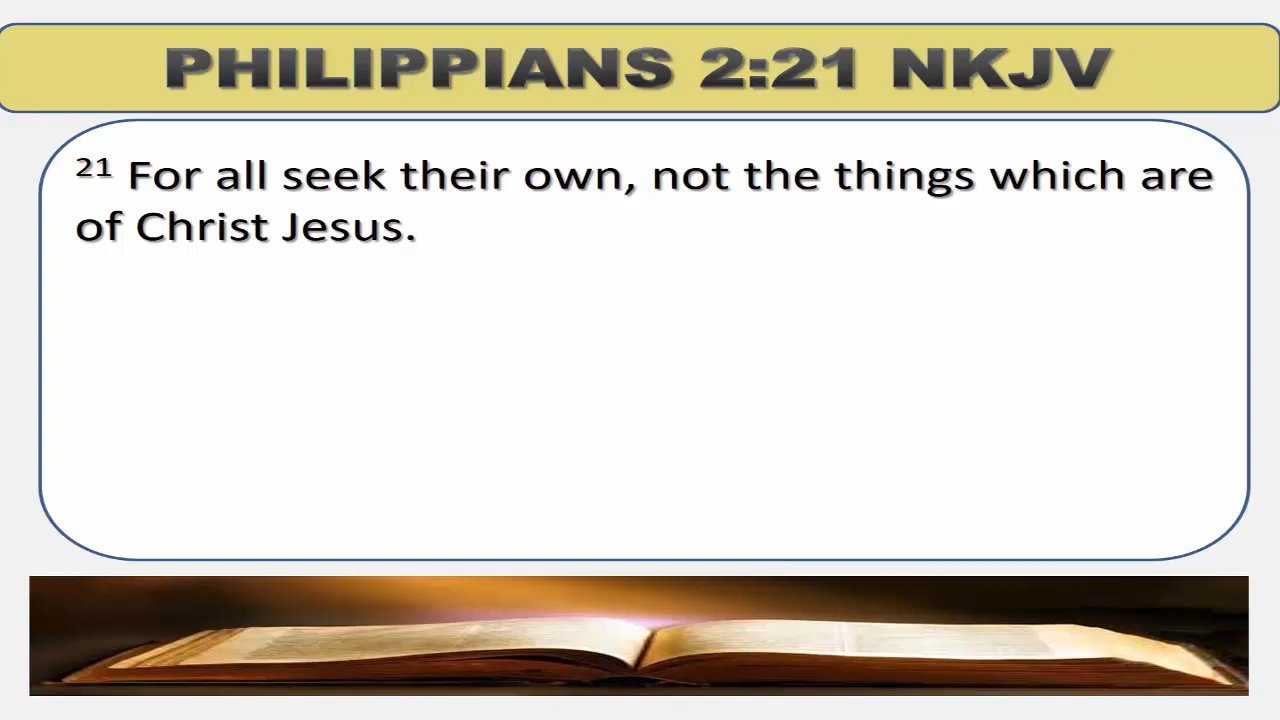 PHILIPPIANS 2:21 NKJV
21 For all seek their own, not the things which are
of Christ Jesus.